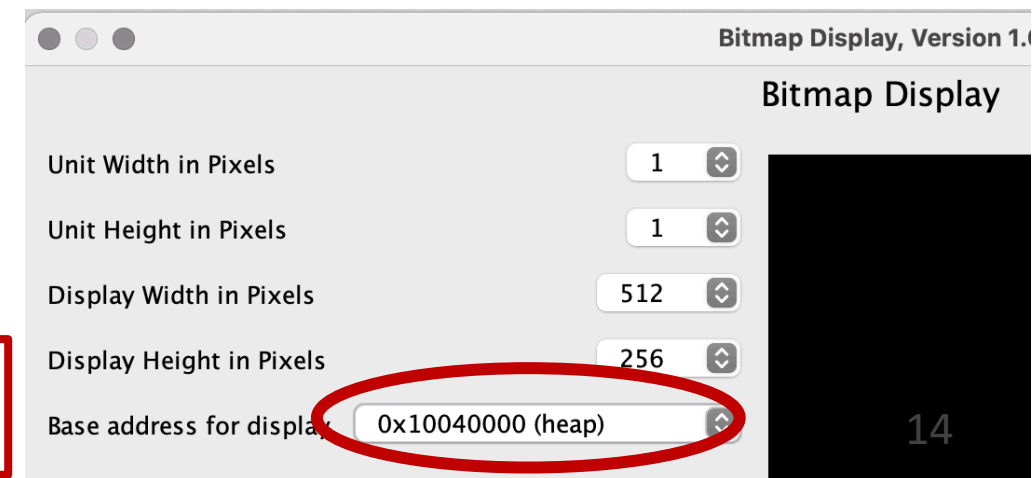 Bitmap Display, Version 1.
Bitmap Display
Unit Width in Pixels 1
Unit Height in Pixels 1
Display Width in Pixels 512
Display Height in Pixels 256
Base address for display 0x10040000 (heap)
14